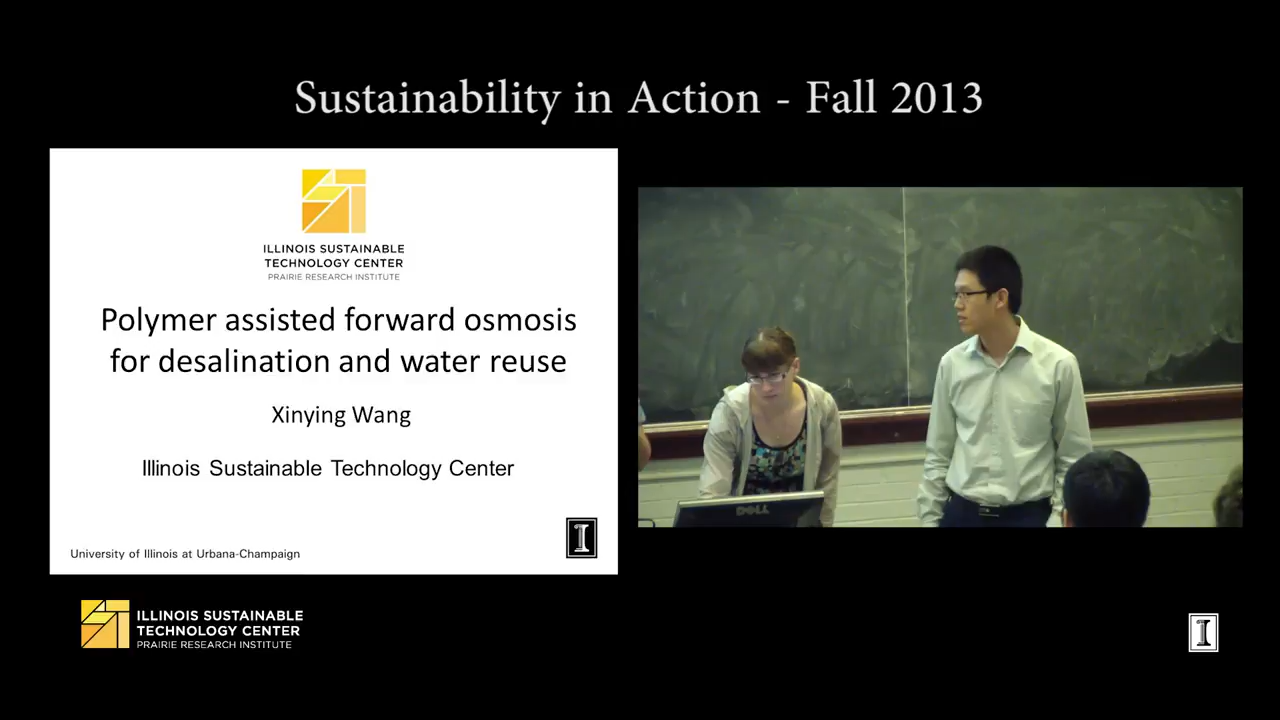 Sustainability in Action - Fall 2013
ILLINOIS SUSTAINABLE
TECHNOLOGY CENTER
PRAIRIE RESEARCH INSTITUTE
Polymer assisted forward osmosis
for desalination and water reuse
Xinying Wang
Illinois Sustainable Technology Center
University of Illinois at Urbana-Champaign
I
DELL
ILLINOIS SUSTAINABLE
TECHNOLOGY CENTER
PRAIRIE RESEARCH INSTITUTE
I